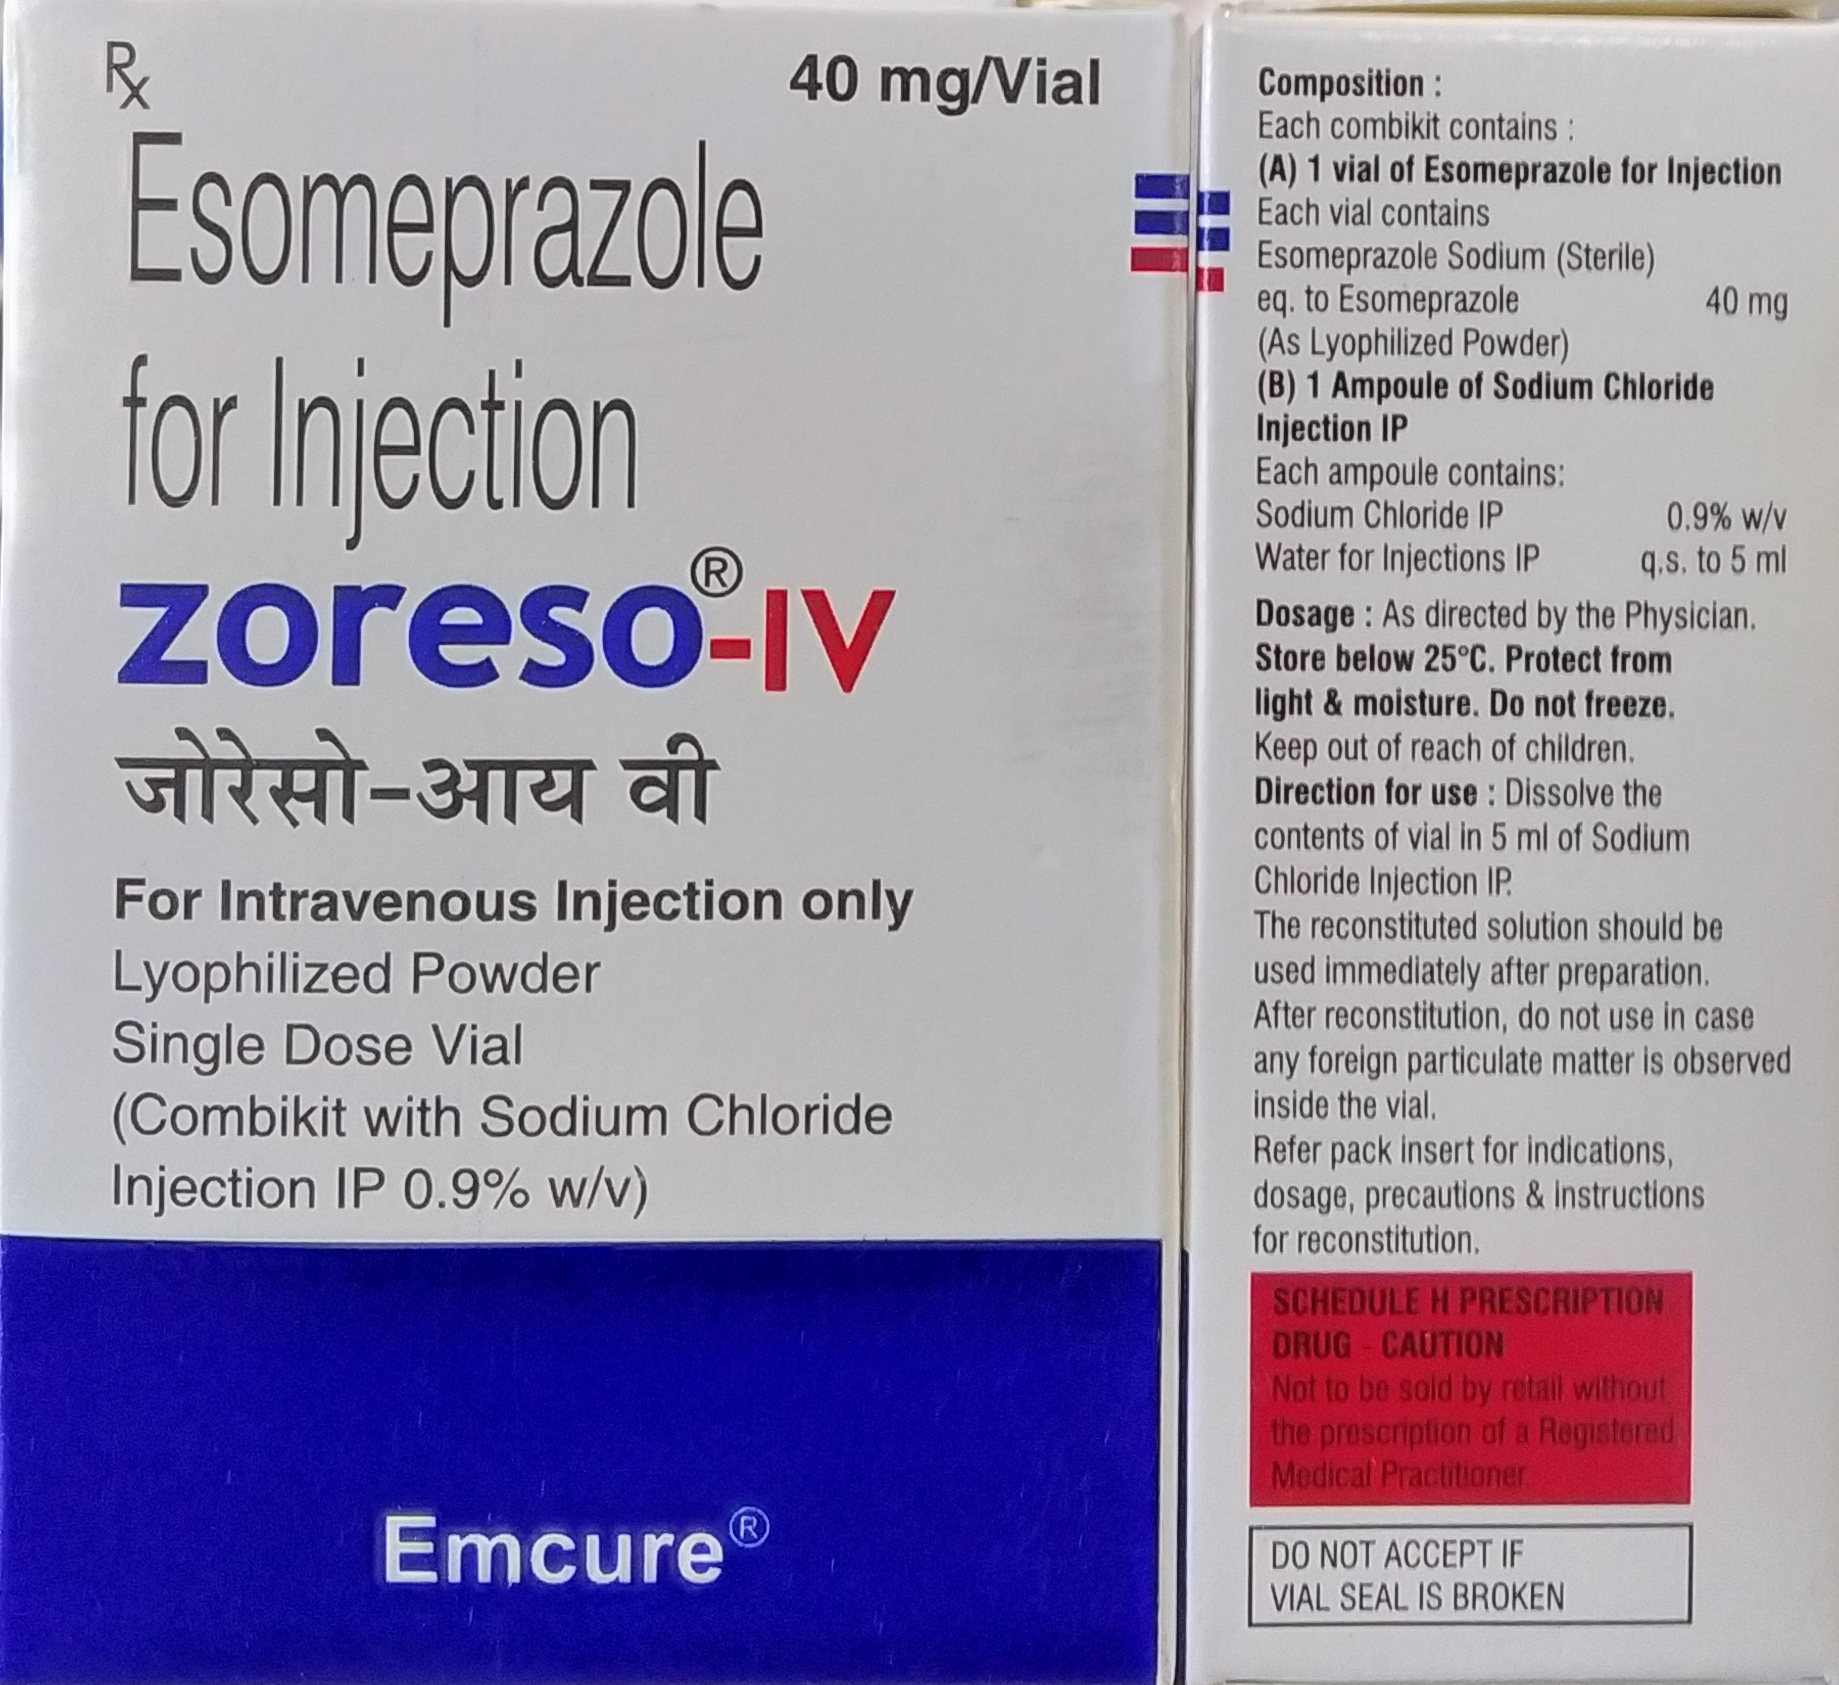 Rx
40 mg/Vial
Esomeprazole
for Injection
zoreso®-IV
जोरेसो-आय वी
For Intravenous Injection only
Lyophilized Powder
Single Dose Vial
(Combikit with Sodium Chloride
Injection IP 0.9% w/v)
Emcure®
Composition :
Each combikit contains :
(A) 1 vial of Esomeprazole for Injection
Each vial contains
Esomeprazole Sodium (Sterile)
eq. to Esomeprazole 40 mg
(As Lyophilized Powder)
(B) 1 Ampoule of Sodium Chloride
Injection IP
Each ampoule contains:
Sodium Chloride IP 0.9% w/v
Water for Injections IP q.s. to 5 ml
Dosage : As directed by the Physician.
Store below 25°C. Protect from
light & moisture. Do not freeze.
Keep out of reach of children.
Direction for use : Dissolve the
contents of vial in 5 ml of Sodium
Chloride Injection IP.
The reconstituted solution should be
used immediately after preparation.
After reconstitution, do not use in case
any foreign particulate matter is observed
inside the vial.
Refer pack insert for indications,
dosage, precautions & instructions
for reconstitution.
SCHEDULE H PRESCRIPTION
DRUG - CAUTION
Not to be sold by retail without
the prescription of a Registered
Medical Practitioner.
DO NOT ACCEPT IF
VIAL SEAL IS BROKEN